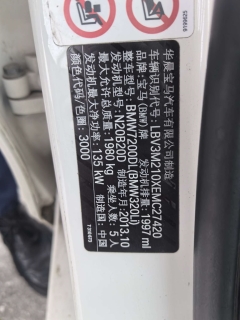 9199625
华晨宝马汽车有限公司制造
车辆识别代号: LBV3M210XEMC27420
品牌: 宝马 (BMW) 牌
整车型号: BMW7200DL(BMW320Li)
发动机型号: N20B20D 发动机排量: 1997 ml
发动机最大净功率: 135 kW 制造年月: 2013.10
最大允许总质量: 1980 kg 乘坐人数: 5人
颜色代码/色圈: 0000 制造国: 中国